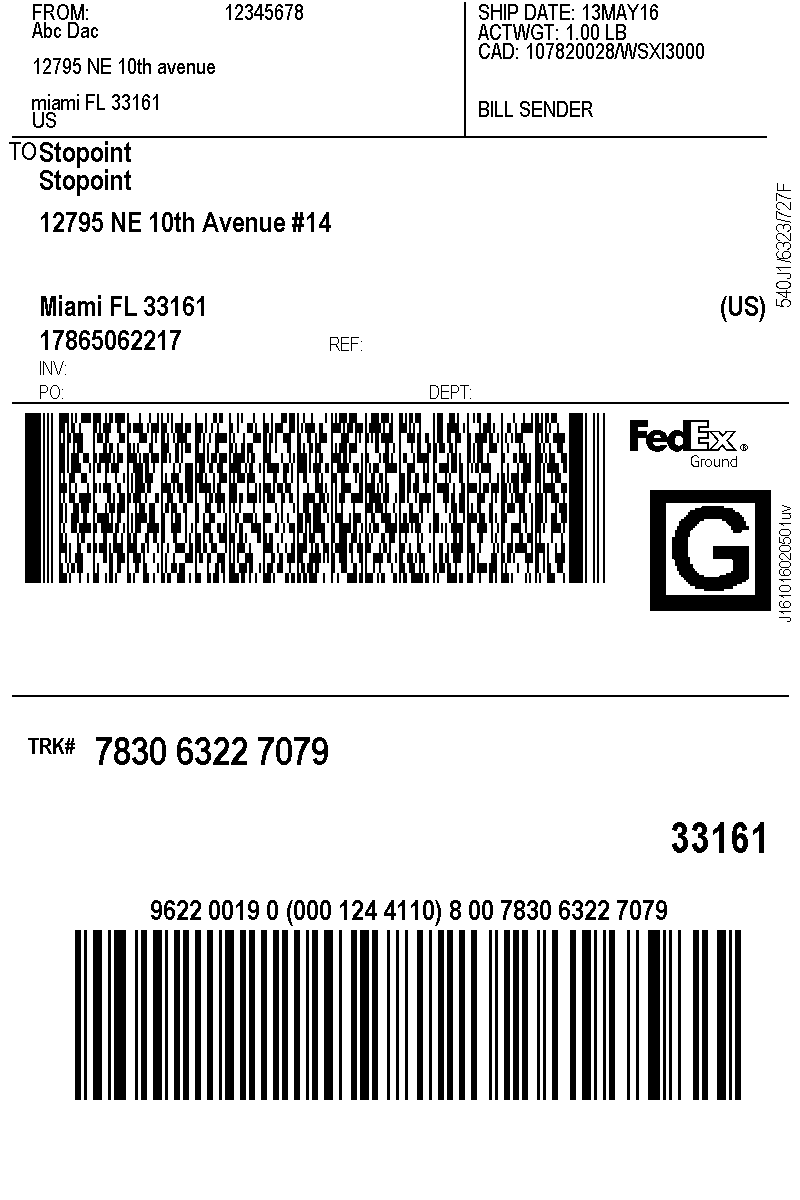 FROM: 12345678
Abc Dac
12795 NE 10th avenue
miami FL 33161
US
SHIP DATE: 13MAY16
ACTWGT: 1.00 LB
CAD: 107820028/WSXI3000
BILL SENDER
TO Stopoint
Stopoint
12795 NE 10th Avenue #14
Miami FL 33161 (US)
17865062217 REF:
INV:
PO: DEPT:
540J1/6323/727F
FedEx®
Ground
G
J161016020501uv
TRK# 7830 6322 7079
33161
9622 0019 0 (000 124 4110) 8 00 7830 6322 7079